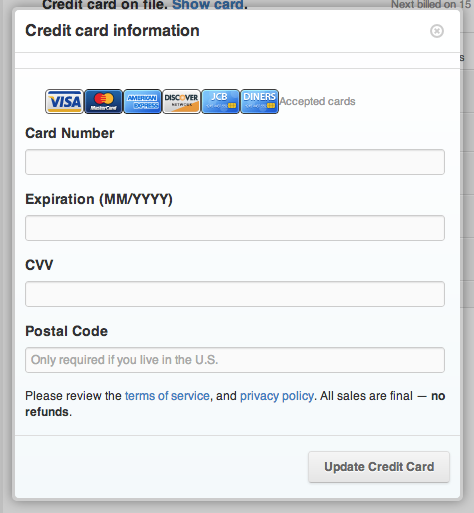 Credit card on file. Show card.
Next billed on 15
Credit card information
s
VISA MasterCard AMERICAN EXPRESS DISCOVER NETWORK JCB DINERS Accepted cards
Card Number
Expiration (MM/YYYY)
CVV
Postal Code
Only required if you live in the U.S.
Please review the terms of service, and privacy policy. All sales are final — no
refunds.
Update Credit Card